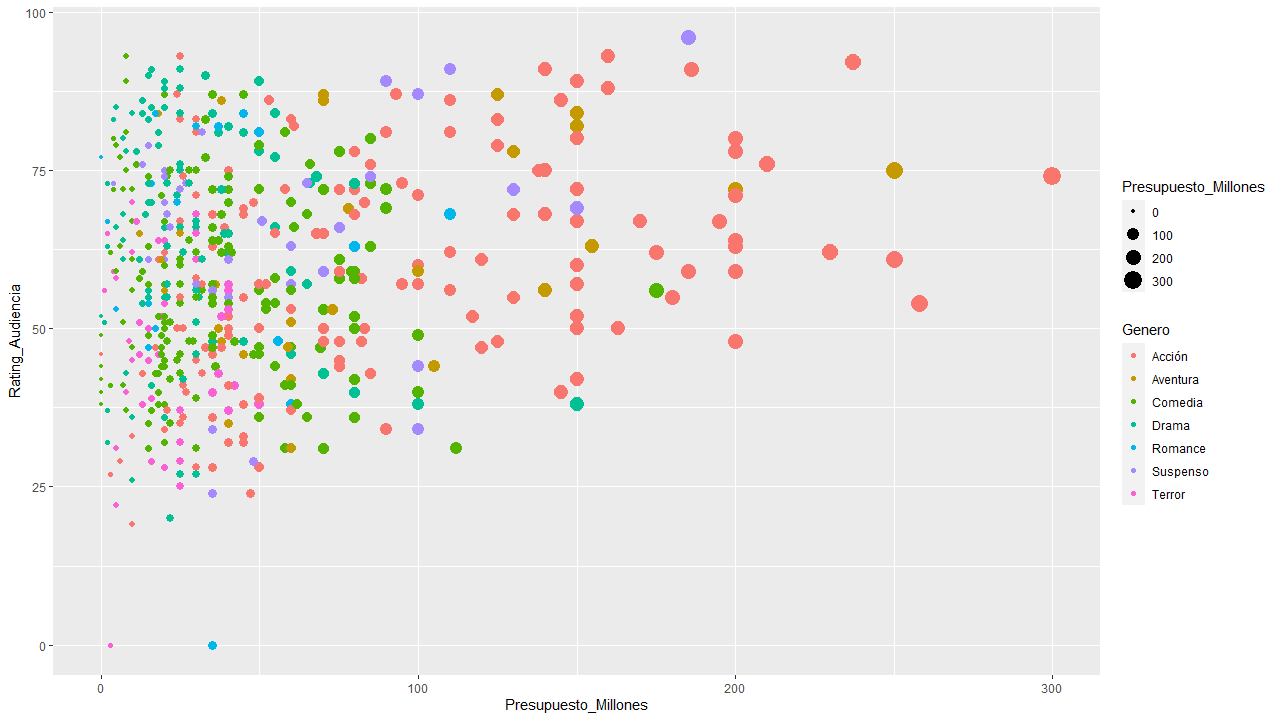 100
75
50
25
0
Rating_Audiencia
0
100
200
300
Presupuesto_Millones
Presupuesto_Millones
0
100
200
300
Genero
Acción
Aventura
Comedia
Drama
Romance
Suspenso
Terror